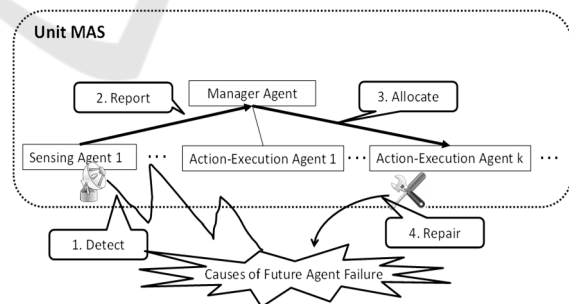 Unit MAS
2. Report
Manager Agent
3. Allocate
Sensing Agent 1
...
Action-Execution Agent 1
...
Action-Execution Agent k
...
1. Detect
4. Repair
Causes of Future Agent Failure